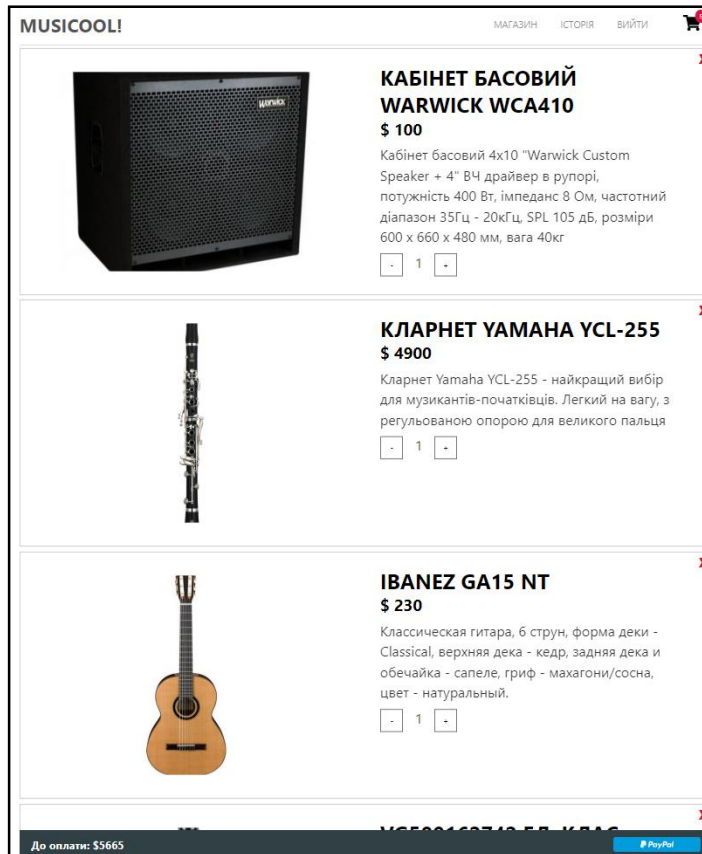 MUSICOOL!
МАГАЗИН ІСТОРІЯ ВИЙТИ
КАБІНЕТ БАСОВИЙ
WARWICK WCA410
$ 100
Кабінет басовий 4x10 "Warwick Custom
Speaker + 4" ВЧ драйвер в рупорі,
потужність 400 Вт, імпеданс 8 Ом, частотний
діапазон 35Гц - 20кГц, SPL 105 дБ, розміри
600 x 660 x 480 мм, вага 40кг
- 1 +
Warwick
КЛАРНЕТ YAMAHA YCL-255
$ 4900
Кларнет Yamaha YCL-255 - найкращий вибір
для музикантів-початківців. Легкий на вагу, з
регульованою опорою для великого пальця
- 1 +
IBANEZ GA15 NT
$ 230
Классическая гитара, 6 струн, форма деки -
Classical, верхняя дека - кедр, задняя дека и
обечайка - сапеле, гриф - махагони/сосна,
цвет - натуральный.
- 1 +
До оплати: $5665
PayPal